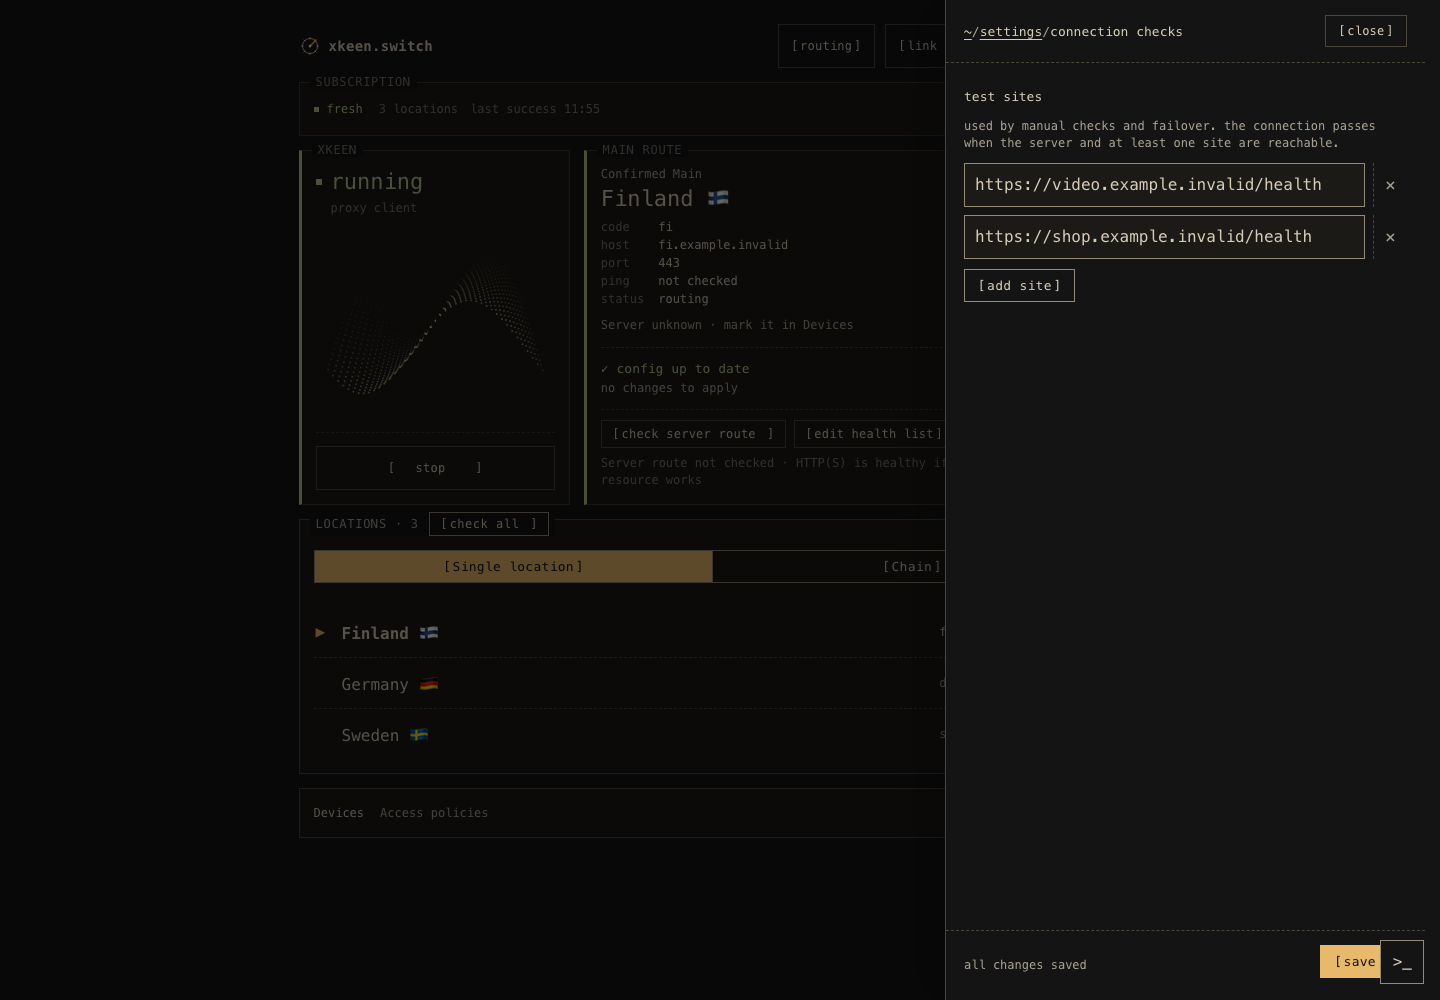 xkeen.switch
[routing]
[link
SUBSCRIPTION
fresh 3 locations last success 11:55
XKEEN
running
proxy client
[ stop ]
MAIN ROUTE
Confirmed Main
Finland
code fi
host fi.example.invalid
port 443
ping not checked
status routing
Server unknown · mark it in Devices
✓ config up to date
no changes to apply
[check server route ] [edit health list]
Server route not checked · HTTP(S) is healthy if
resource works
LOCATIONS · 3 [check all ]
[Single location] [Chain]
▶ Finland f
Germany d
Sweden s
Devices Access policies
~/settings/connection checks [close]
test sites
used by manual checks and failover. the connection passes
when the server and at least one site are reachable.
https://video.example.invalid/health ×
https://shop.example.invalid/health ×
[add site]
all changes saved [save >_